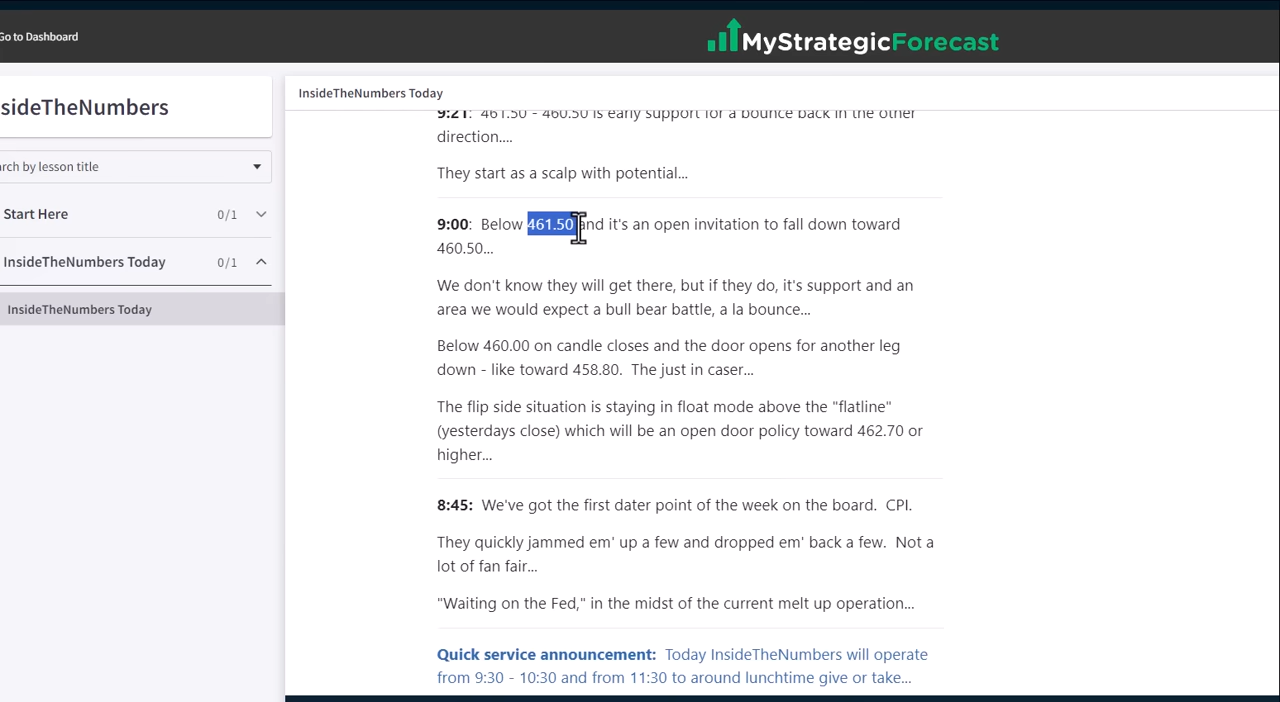 Go to Dashboard
MyStrategicForecast
sideTheNumbers
InsideTheNumbers Today
9:21: 461.50 - 460.50 is early support for a bounce back in the other
direction....
rch by lesson title
They start as a scalp with potential...
Start Here 0/1
9:00: Below 461.50 and it's an open invitation to fall down toward
460.50...
InsideTheNumbers Today 0/1
InsideTheNumbers Today
We don't know they will get there, but if they do, it's support and an
area we would expect a bull bear battle, a la bounce...
Below 460.00 on candle closes and the door opens for another leg
down - like toward 458.80. The just in caser...
The flip side situation is staying in float mode above the "flatline"
(yesterdays close) which will be an open door policy toward 462.70 or
higher...
8:45: We've got the first dater point of the week on the board. CPI.
They quickly jammed em' up a few and dropped em' back a few. Not a
lot of fan fair...
"Waiting on the Fed," in the midst of the current melt up operation...
Quick service announcement: Today InsideTheNumbers will operate
from 9:30 - 10:30 and from 11:30 to around lunchtime give or take...